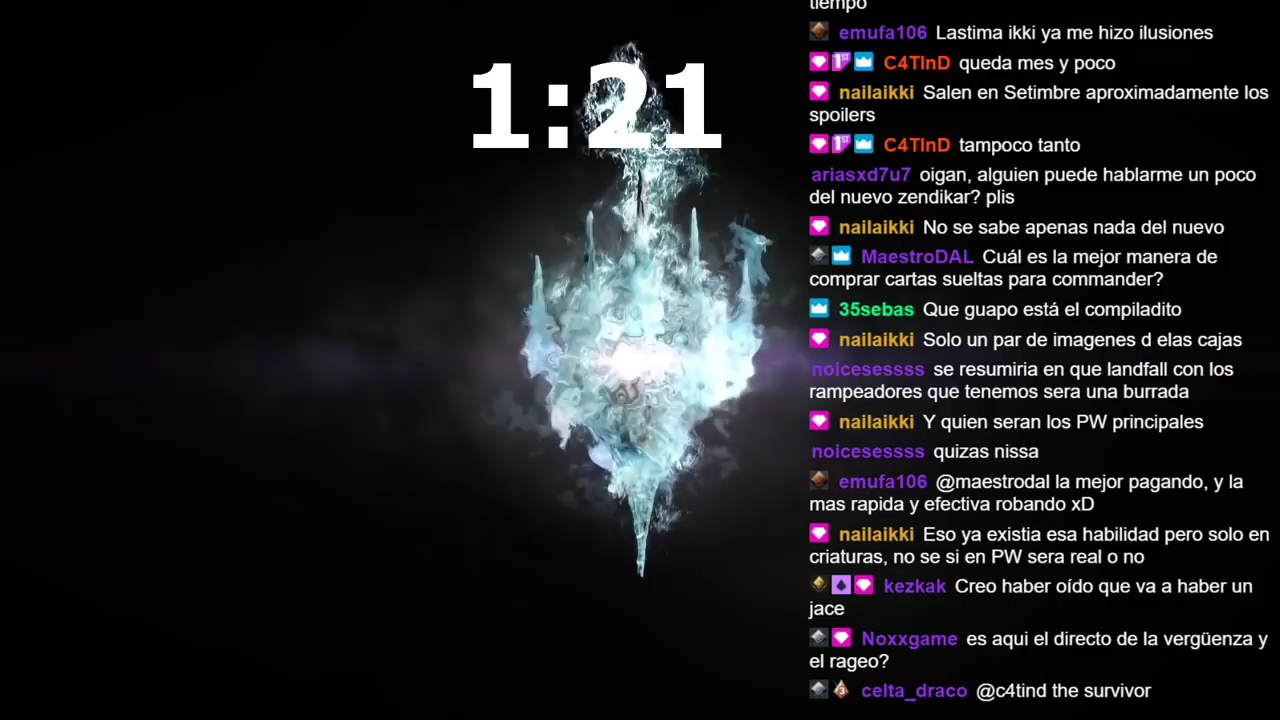 1:21
tiempo
emufa106 Lastima ikki ya me hizo ilusiones
1ST C4TInD queda mes y poco
nailaikki Salen en Setimbre aproximadamente los
spoilers
1ST C4TInD tampoco tanto
ariasxd7u7 oigan, alguien puede hablarme un poco
del nuevo zendikar? plis
nailaikki No se sabe apenas nada del nuevo
MaestroDAL Cuál es la mejor manera de
comprar cartas sueltas para commander?
35sebas Que guapo está el compiladito
nailaikki Solo un par de imagenes d elas cajas
noicesessss se resumiria en que landfall con los
rampeadores que tenemos sera una burrada
nailaikki Y quien seran los PW principales
noicesessss quizas nissa
emufa106 @maestrodal la mejor pagando, y la
mas rapida y efectiva robando xD
nailaikki Eso ya existia esa habilidad pero solo en
criaturas, no se si en PW sera real o no
kezkak Creo haber oído que va a haber un
jace
Noxxgame es aqui el directo de la vergüenza y
el rageo?
3 celta_draco @c4tind the survivor